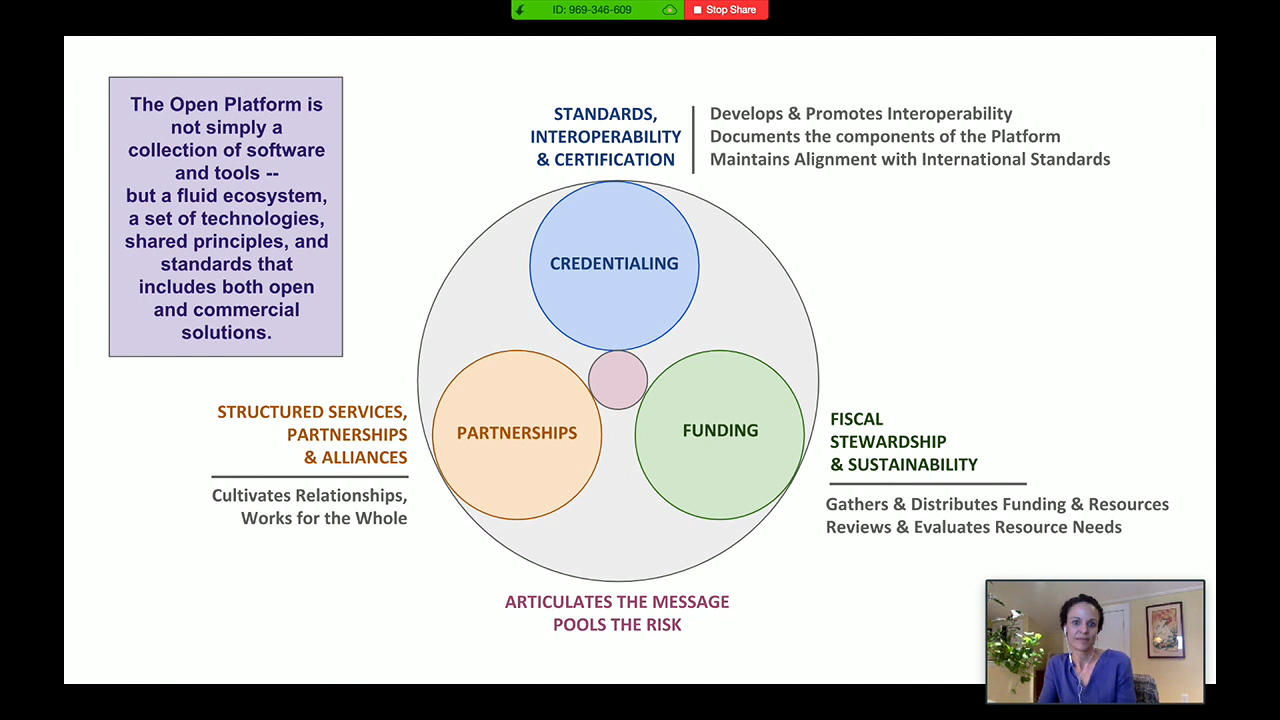 ID: 969-346-609
Stop Share
The Open Platform is
not simply a
collection of software
and tools --
but a fluid ecosystem,
a set of technologies,
shared principles, and
standards that
includes both open
and commercial
solutions.
STANDARDS,
INTEROPERABILITY
& CERTIFICATION
Develops & Promotes Interoperability
Documents the components of the Platform
Maintains Alignment with International Standards
CREDENTIALING
PARTNERSHIPS
FUNDING
STRUCTURED SERVICES,
PARTNERSHIPS
& ALLIANCES
Cultivates Relationships,
Works for the Whole
FISCAL
STEWARDSHIP
& SUSTAINABILITY
Gathers & Distributes Funding & Resources
Reviews & Evaluates Resource Needs
ARTICULATES THE MESSAGE
POOLS THE RISK